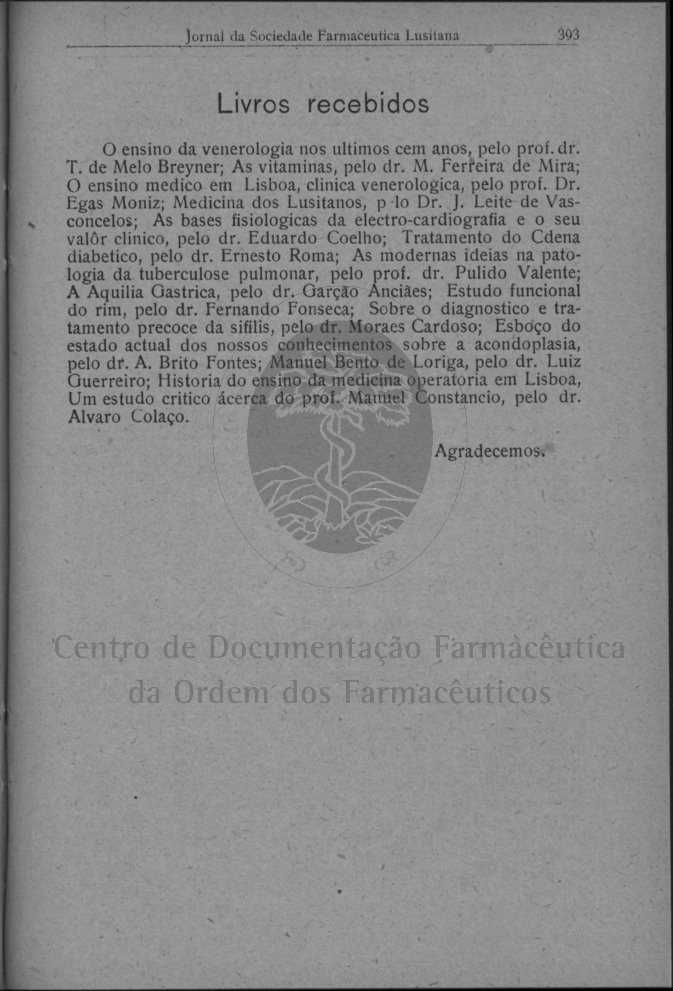 Jornal da Sociedade Farmaceutica Lusitana 393
Livros recebidos
O ensino da venerologia nos ultimos cem anos, pelo prof. dr.
T. de Melo Breyner; As vitaminas, pelo dr. M. Ferreira de Mira;
O ensino medico em Lisboa, clinica venerologica, pelo prof. Dr.
Egas Moniz; Medicina dos Lusitanos, p lo Dr. J. Leite de Vas-
concelos; As bases fisiologicas da electro-cardiografia e o seu
valôr clinico, pelo dr. Eduardo Coelho; Tratamento do Cdena
diabetico, pelo dr. Ernesto Roma; As modernas ideias na pato-
logia da tuberculose pulmonar, pelo prof. dr. Pulido Valente;
A Aquilia Gastrica, pelo dr. Garção Anciães; Estudo funcional
do rim, pelo dr. Fernando Fonseca; Sobre o diagnostico e tra-
tamento precoce da sifilis, pelo dr. Moraes Cardoso; Esboço do
estado actual dos nossos conhecimentos sobre a acondoplasia,
pelo dr. A. Brito Fontes; Manuel Bento de Loriga, pelo dr. Luiz
Guerreiro; Historia do ensino da medicina operatoria em Lisboa,
Um estudo critico ácerca do prof. Manuel Constancio, pelo dr.
Alvaro Colaço.
Agradecemos.
Centro de Documentação Farmacêutica
da Ordem dos Farmacêuticos